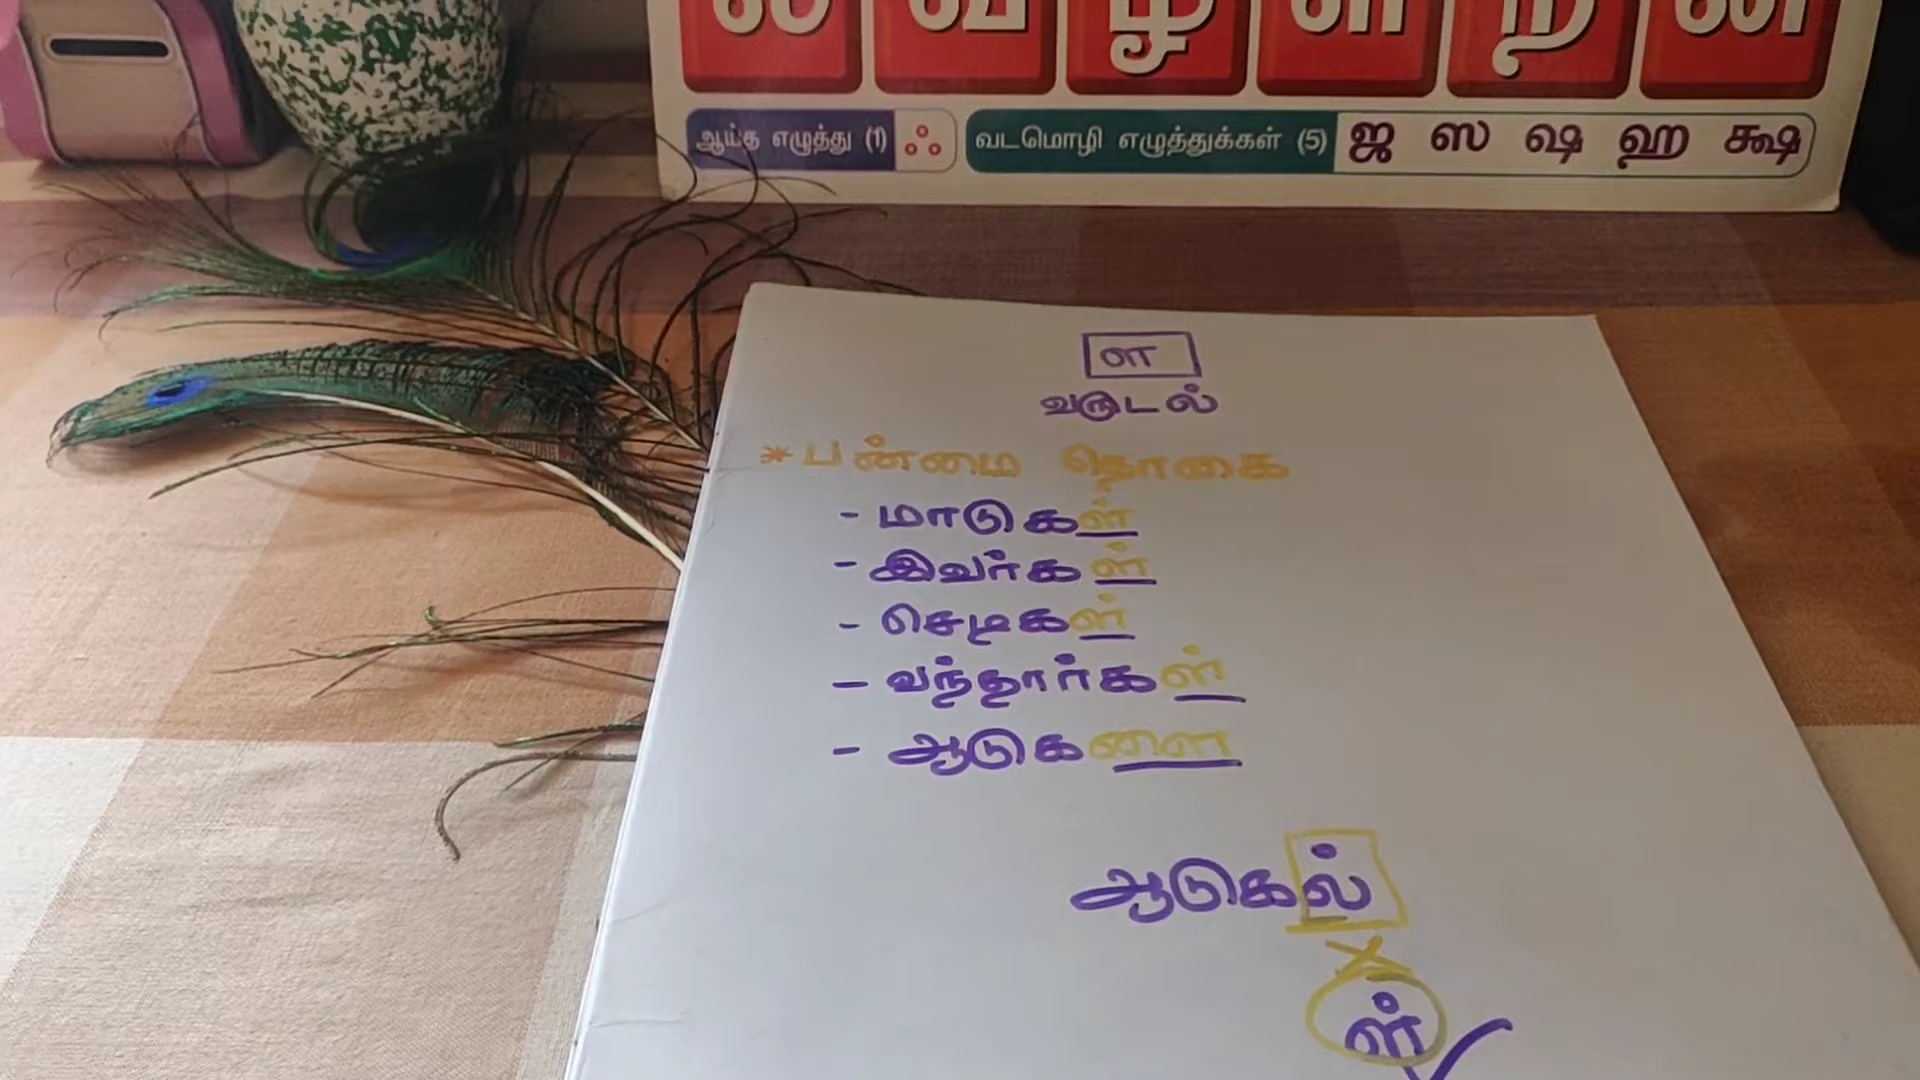 ல வ ழ ள ற ன
ஆய்த எழுத்து (1) ஃ வடமொழி எழுத்துக்கள் (5) ஜ ஸ ஷ ஹ க்ஷ
ள
வருடல்
* பன்மை தொகை
- மாடுகள்
- இவர்கள்
- செடிகள்
- வந்தார்கள்
- ஆடுகளை
ஆடுகல்
x
ள் ✓